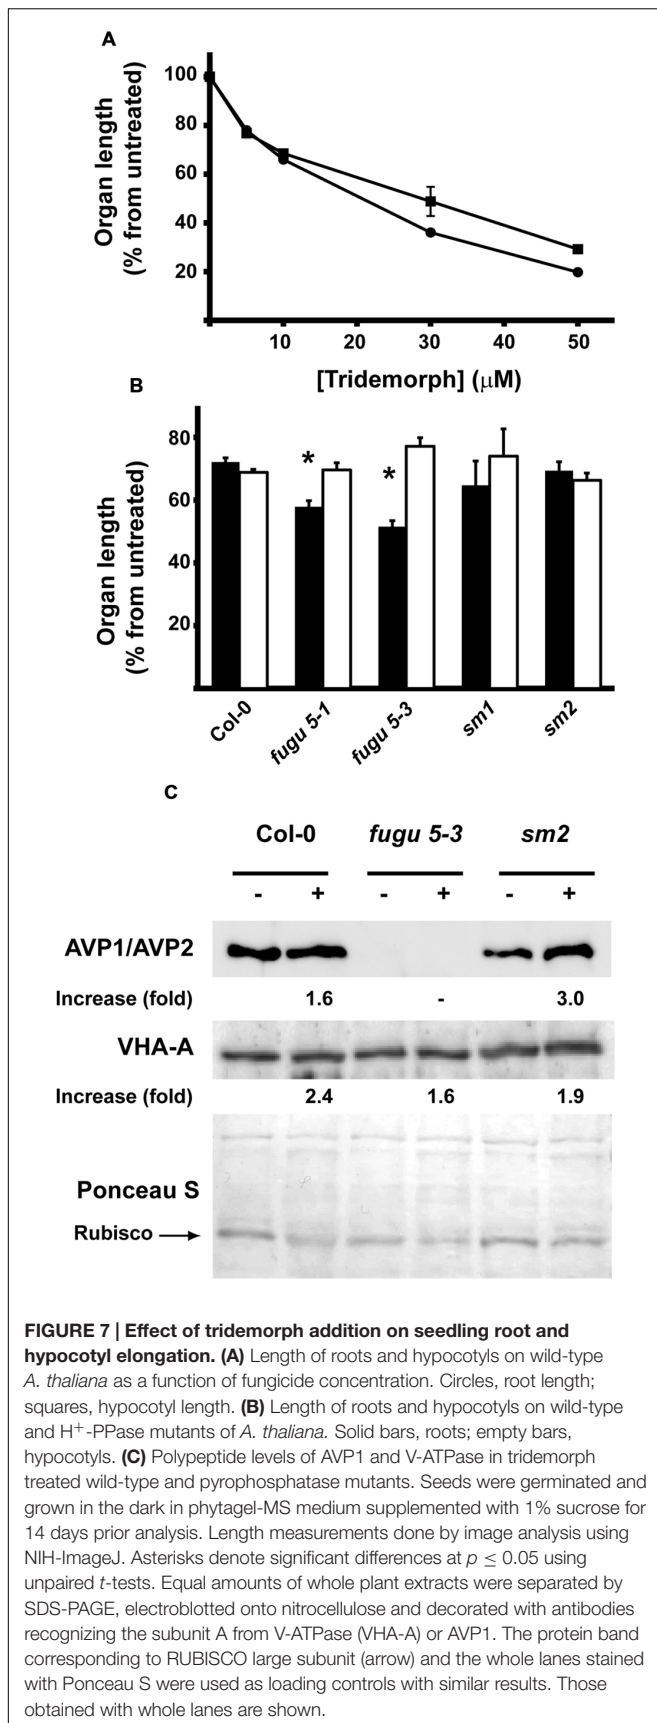 A
Organ length
(% from untreated)
100
80
60
40
20
10
20
30
40
50
[Tridemorph] (μM)
B
Organ length
(% from untreated)
80
60
40
20
*
*
Col-0
fugu 5-1
fugu 5-3
sm1
sm2
C
Col-0 fugu 5-3 sm2
- + - + - +
AVP1/AVP2
Increase (fold) 1.6 - 3.0
VHA-A
Increase (fold) 2.4 1.6 1.9
Ponceau S
Rubisco
FIGURE 7 | Effect of tridemorph addition on seedling root and
hypocotyl elongation. (A) Length of roots and hypocotyls on wild-type
A. thaliana as a function of fungicide concentration. Circles, root length;
squares, hypocotyl length. (B) Length of roots and hypocotyls on wild-type
and H+-PPase mutants of A. thaliana. Solid bars, roots; empty bars,
hypocotyls. (C) Polypeptide levels of AVP1 and V-ATPase in tridemorph
treated wild-type and pyrophosphatase mutants. Seeds were germinated and
grown in the dark in phytagel-MS medium supplemented with 1% sucrose for
14 days prior analysis. Length measurements done by image analysis using
NIH-ImageJ. Asterisks denote significant differences at p ≤ 0.05 using
unpaired t-tests. Equal amounts of whole plant extracts were separated by
SDS-PAGE, electroblotted onto nitrocellulose and decorated with antibodies
recognizing the subunit A from V-ATPase (VHA-A) or AVP1. The protein band
corresponding to RUBISCO large subunit (arrow) and the whole lanes stained
with Ponceau S were used as loading controls with similar results. Those
obtained with whole lanes are shown.